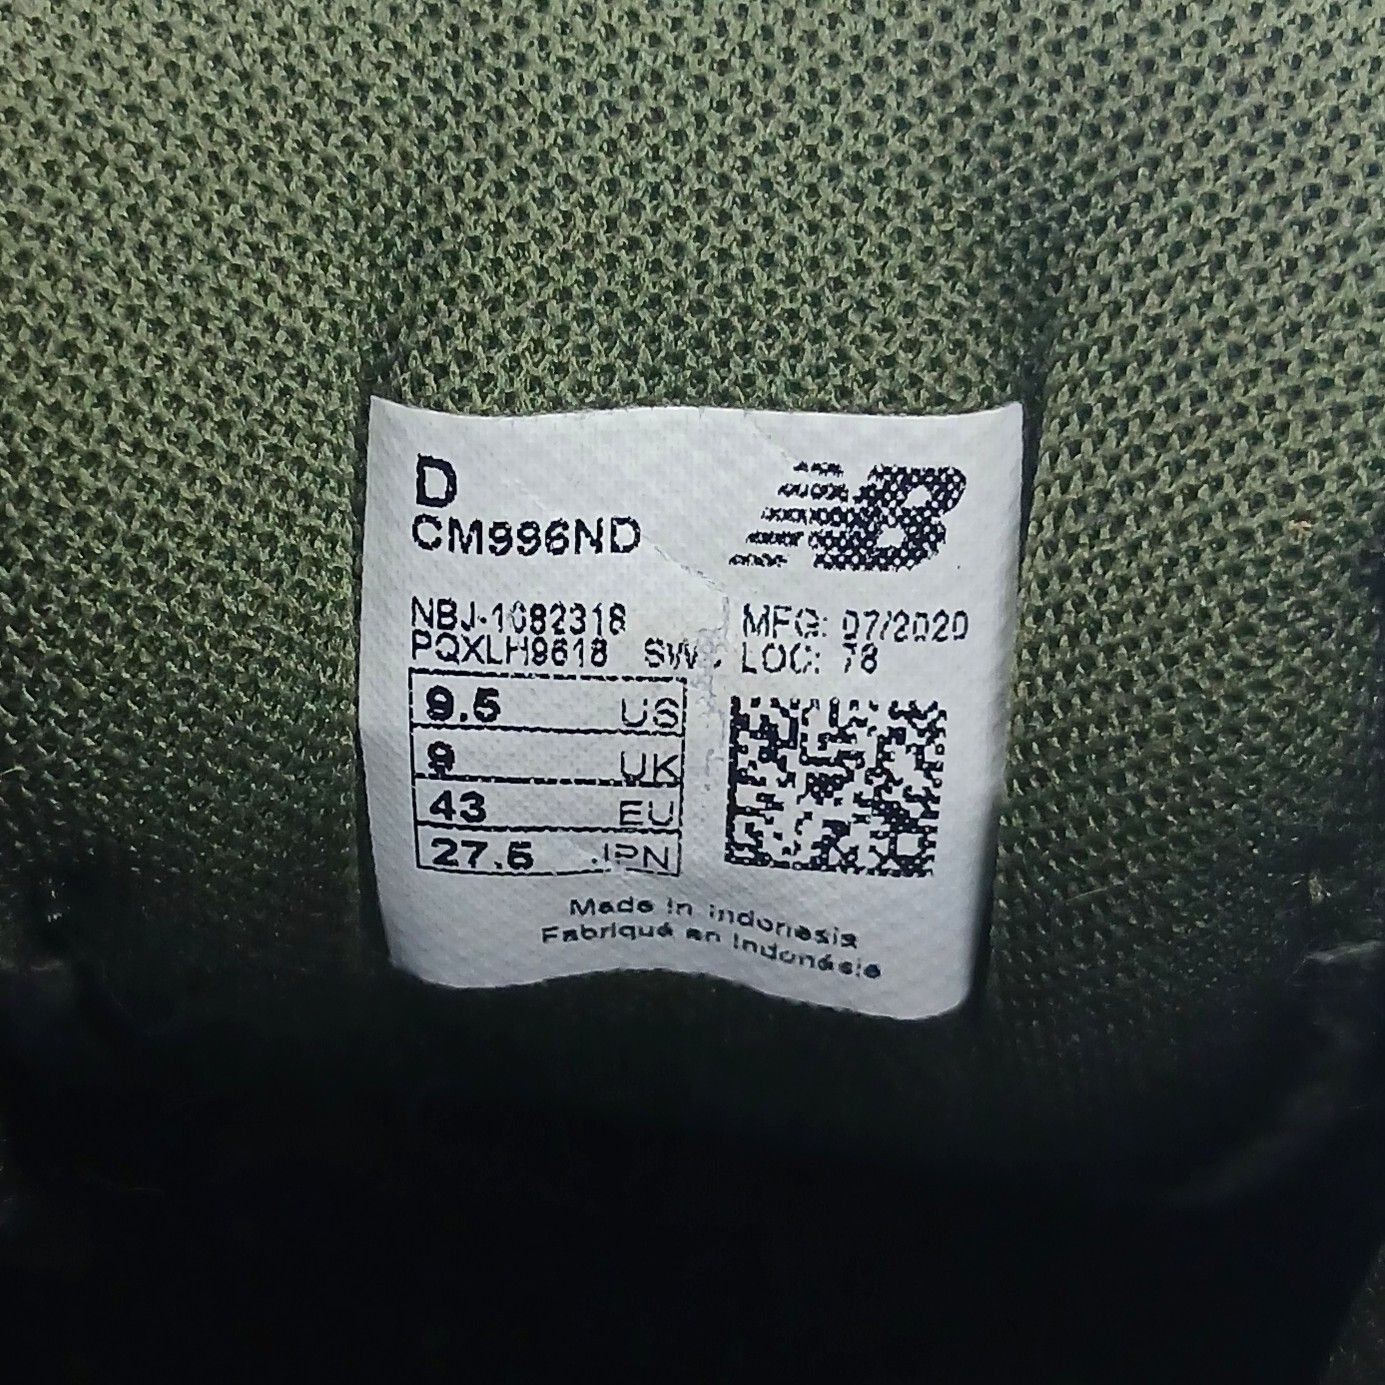 D
CM996ND
NBJ-1082318
PQXLH9618
MFG: 07/2020
LOC: 78
9.5 US
9 UK
43 EU
27.5 JPN
Made in Indonesia
Fabriqué en Indonésie